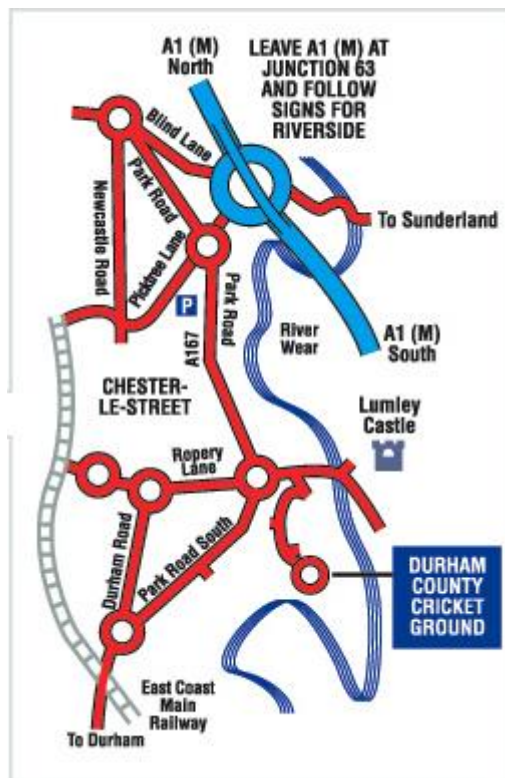 A1 (M)
North
LEAVE A1 (M) AT
JUNCTION 63
AND FOLLOW
SIGNS FOR
RIVERSIDE
Blind Lane
Park Road
Newcastle Road
Picktree Lane
To Sunderland
P
Park Road
A167
River
Wear
A1 (M)
South
CHESTER-
LE-STREET
Lumley
Castle
Ropery
Lane
Durham Road
Park Road South
DURHAM
COUNTY
CRICKET
GROUND
East Coast
Main
Railway
To Durham